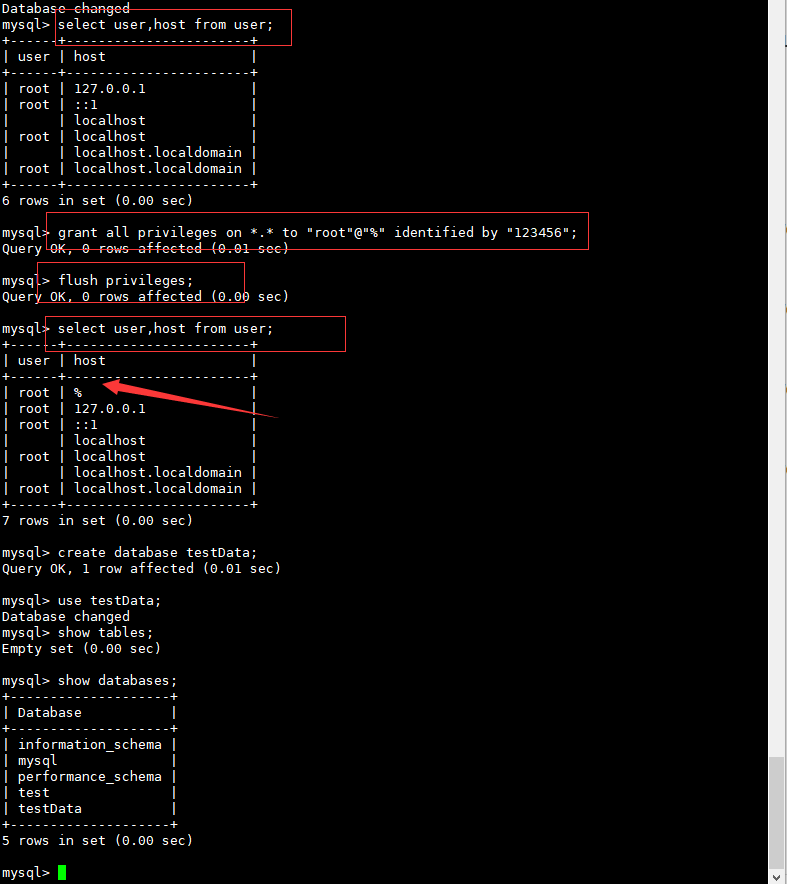 Database changed
mysql> select user,host from user;
+------+-----------------------+
| user | host                  |
+------+-----------------------+
| root | 127.0.0.1             |
| root | ::1                   |
|      | localhost             |
| root | localhost             |
|      | localhost.localdomain |
| root | localhost.localdomain |
+------+-----------------------+
6 rows in set (0.00 sec)
mysql> grant all privileges on *.* to "root"@"%" identified by "123456";
Query OK, 0 rows affected (0.01 sec)
mysql> flush privileges;
Query OK, 0 rows affected (0.00 sec)
mysql> select user,host from user;
+------+-----------------------+
| user | host                  |
+------+-----------------------+
| root | %                     |
| root | 127.0.0.1             |
| root | ::1                   |
|      | localhost             |
| root | localhost             |
|      | localhost.localdomain |
| root | localhost.localdomain |
+------+-----------------------+
7 rows in set (0.00 sec)
mysql> create database testData;
Query OK, 1 row affected (0.01 sec)
mysql> use testData;
Database changed
mysql> show tables;
Empty set (0.00 sec)
mysql> show databases;
+--------------------+
| Database           |
+--------------------+
| information_schema |
| mysql              |
| performance_schema |
| test               |
| testData           |
+--------------------+
5 rows in set (0.00 sec)
mysql>